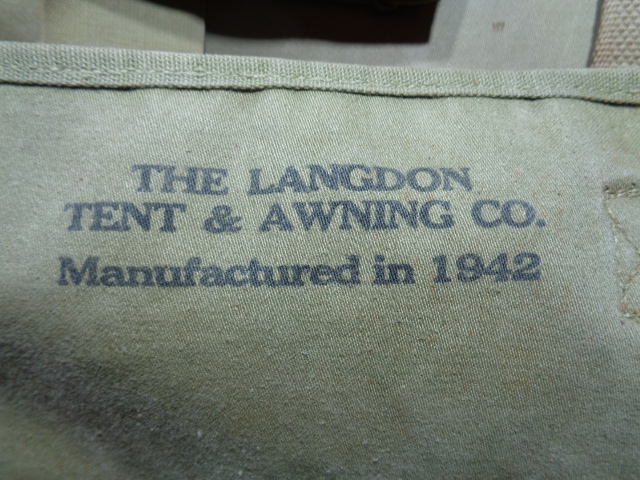 THE LANGDON
TENT & AWNING CO.
Manufactured in 1942